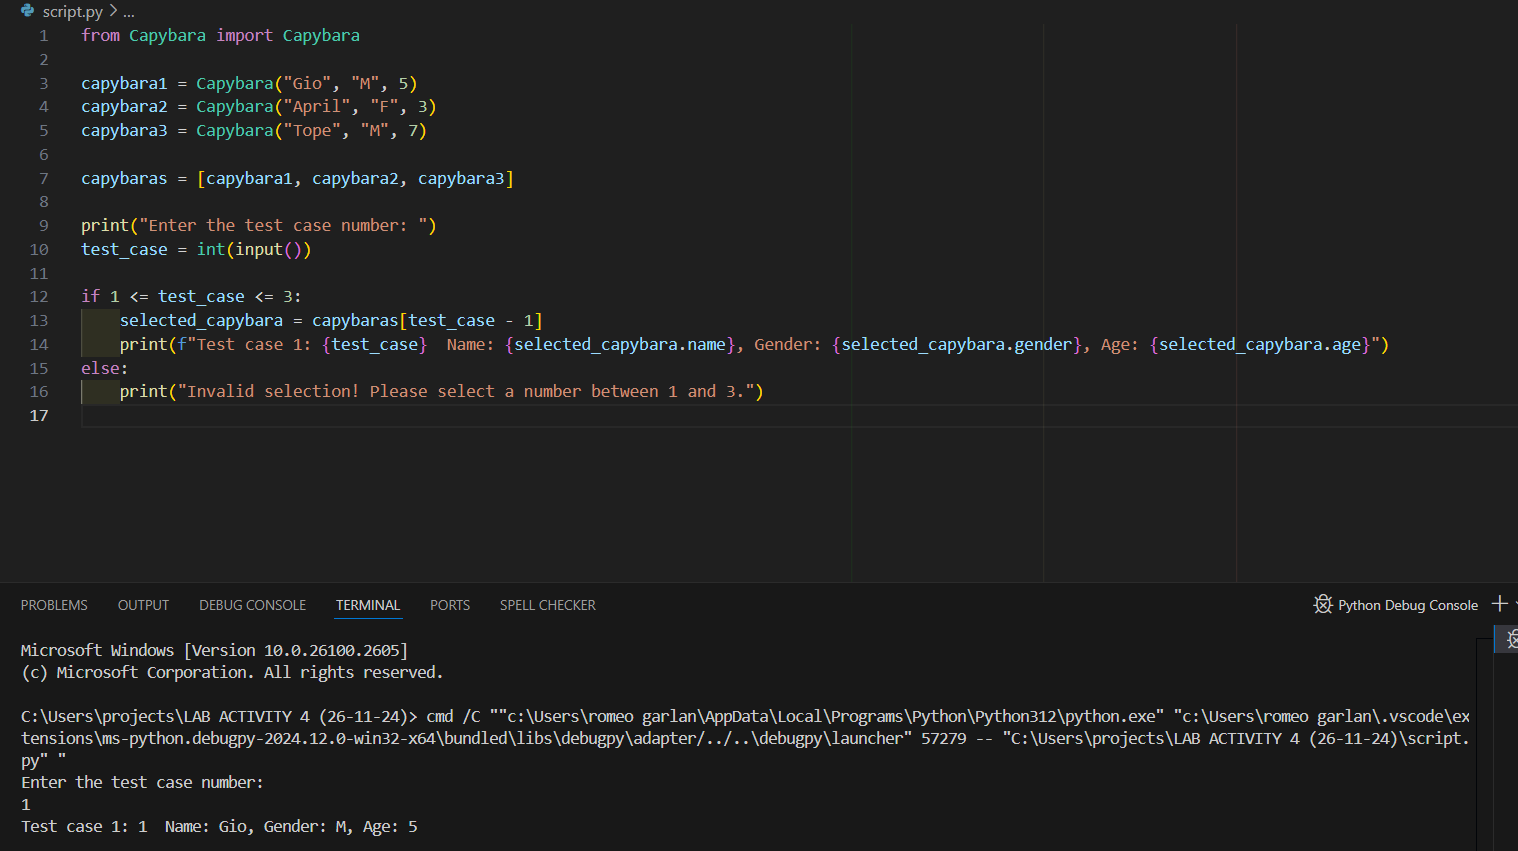 script.py > ...
1 from Capybara import Capybara
2
3 capybara1 = Capybara("Gio", "M", 5)
4 capybara2 = Capybara("April", "F", 3)
5 capybara3 = Capybara("Tope", "M", 7)
6
7 capybaras = [capybara1, capybara2, capybara3]
8
9 print("Enter the test case number: ")
10 test_case = int(input())
11
12 if 1 <= test_case <= 3:
13     selected_capybara = capybaras[test_case - 1]
14     print(f"Test case 1: {test_case}  Name: {selected_capybara.name}, Gender: {selected_capybara.gender}, Age: {selected_capybara.age}")
15 else:
16     print("Invalid selection! Please select a number between 1 and 3.")
17
PROBLEMS OUTPUT DEBUG CONSOLE TERMINAL PORTS SPELL CHECKER Python Debug Console
Microsoft Windows [Version 10.0.26100.2605]
(c) Microsoft Corporation. All rights reserved.
C:\Users\projects\LAB ACTIVITY 4 (26-11-24)> cmd /C ""c:\Users\romeo garlan\AppData\Local\Programs\Python\Python312\python.exe" "c:\Users\romeo garlan\.vscode\ex
tensions\ms-python.debugpy-2024.12.0-win32-x64\bundled\libs\debugpy\adapter/../..\debugpy\launcher" 57279 -- "C:\Users\projects\LAB ACTIVITY 4 (26-11-24)\script.
py" "
Enter the test case number:
1
Test case 1: 1  Name: Gio, Gender: M, Age: 5